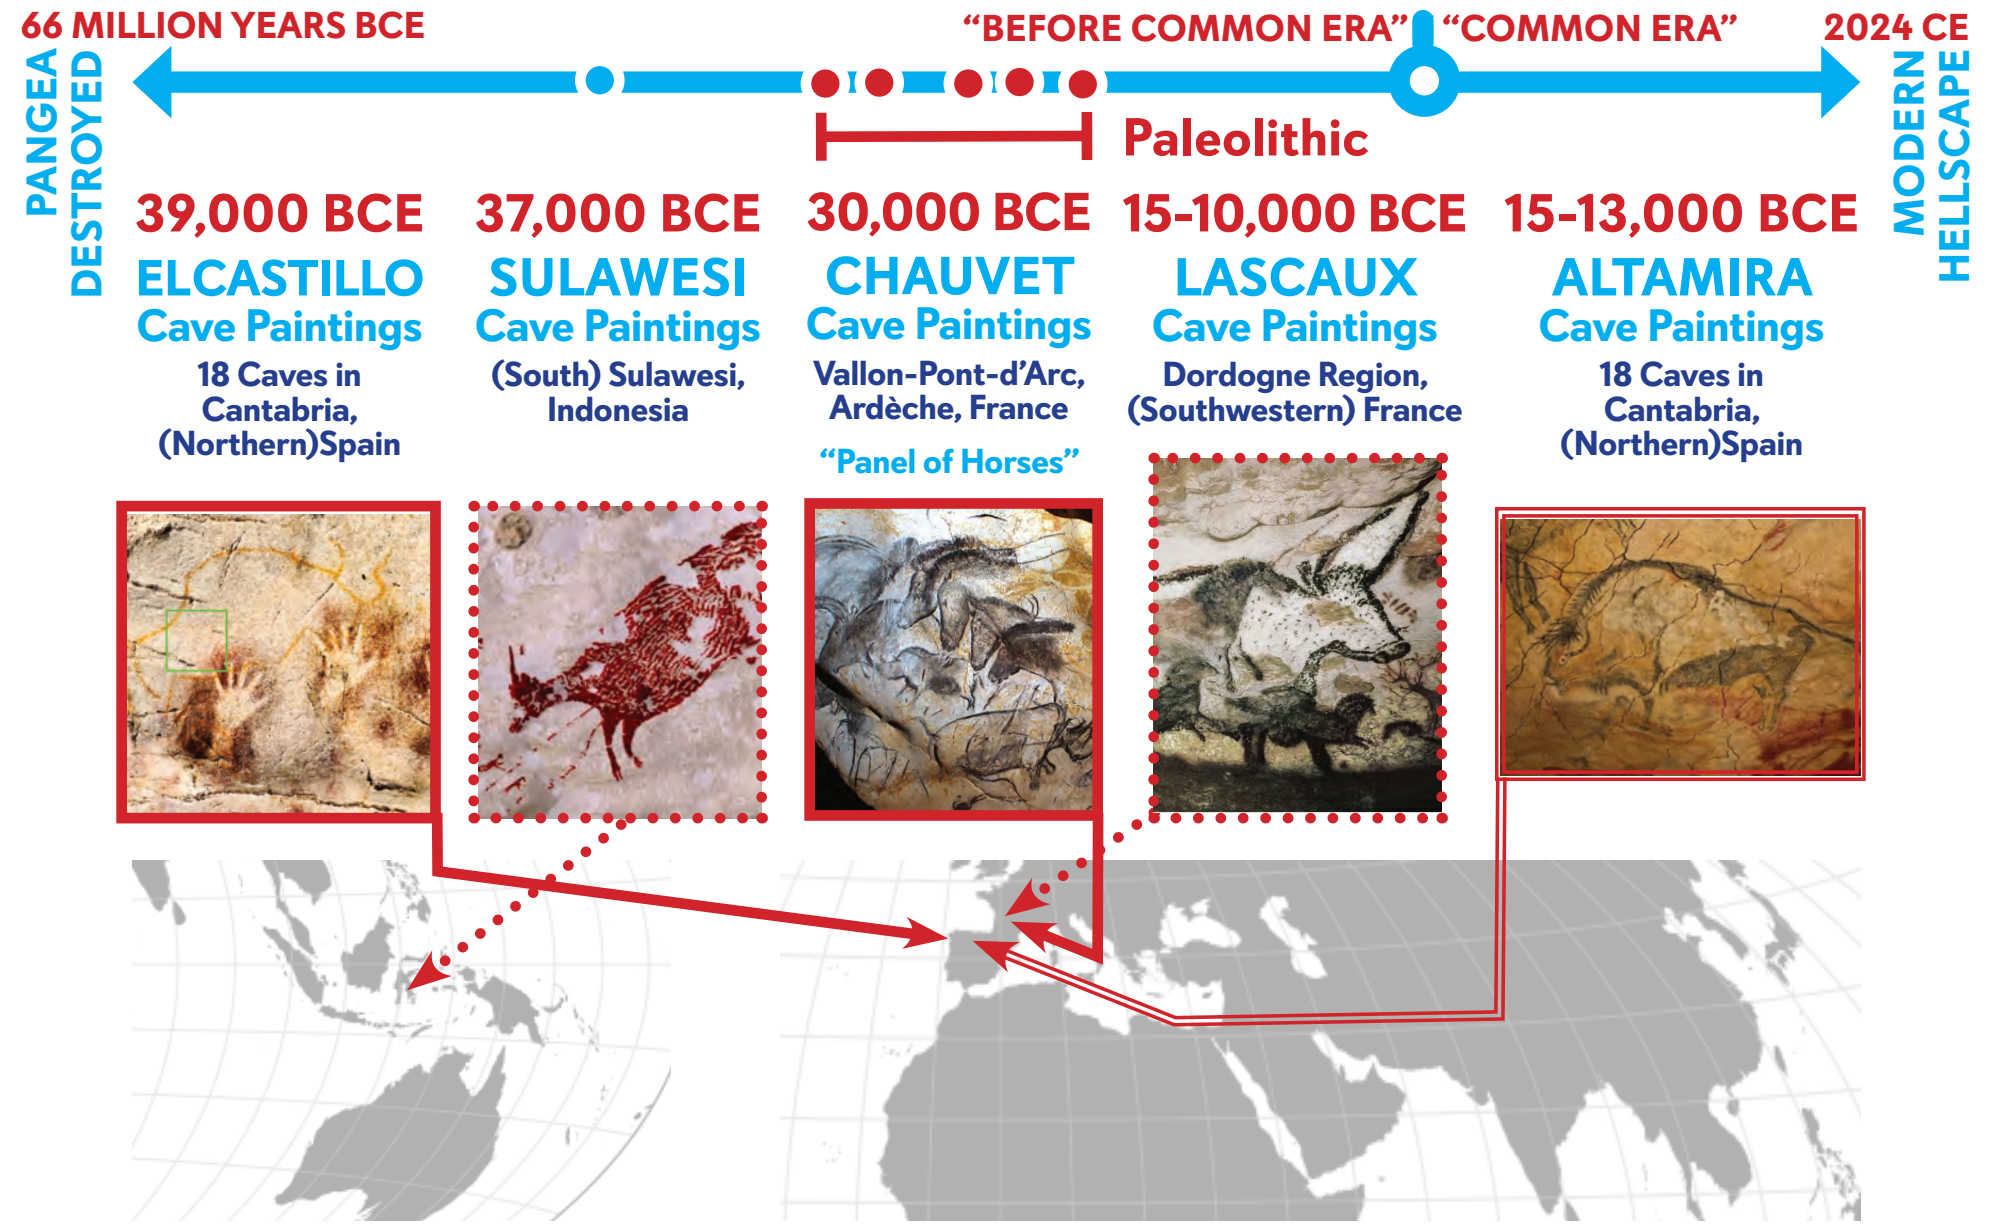 66 MILLION YEARS BCE
“BEFORE COMMON ERA”
“COMMON ERA”
2024 CE
PANGEA
DESTROYED
MODERN
HELLSCAPE
Paleolithic
39,000 BCE
ELCASTILLO
Cave Paintings
18 Caves in
Cantabria,
(Northern)Spain
37,000 BCE
SULAWESI
Cave Paintings
(South) Sulawesi,
Indonesia
30,000 BCE
CHAUVET
Cave Paintings
Vallon-Pont-d’Arc,
Ardèche, France
“Panel of Horses”
15-10,000 BCE
LASCAUX
Cave Paintings
Dordogne Region,
(Southwestern) France
15-13,000 BCE
ALTAMIRA
Cave Paintings
18 Caves in
Cantabria,
(Northern)Spain